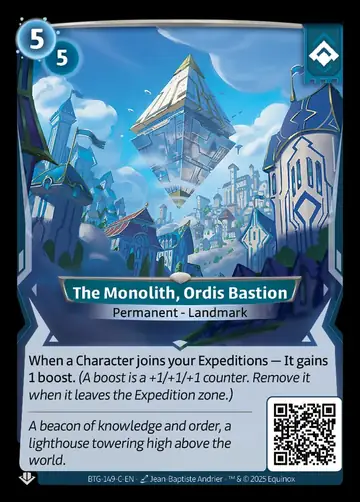 5
5
The Monolith, Ordis Bastion
Permanent - Landmark
When a Character joins your Expeditions — It gains
1 boost. (A boost is a +1/+1/+1 counter. Remove it
when it leaves the Expedition zone.)
A beacon of knowledge and order, a
lighthouse towering high above the
world.
BTG-149-C-EN - Jean-Baptiste Andrier - ™ & © 2025 Equinox